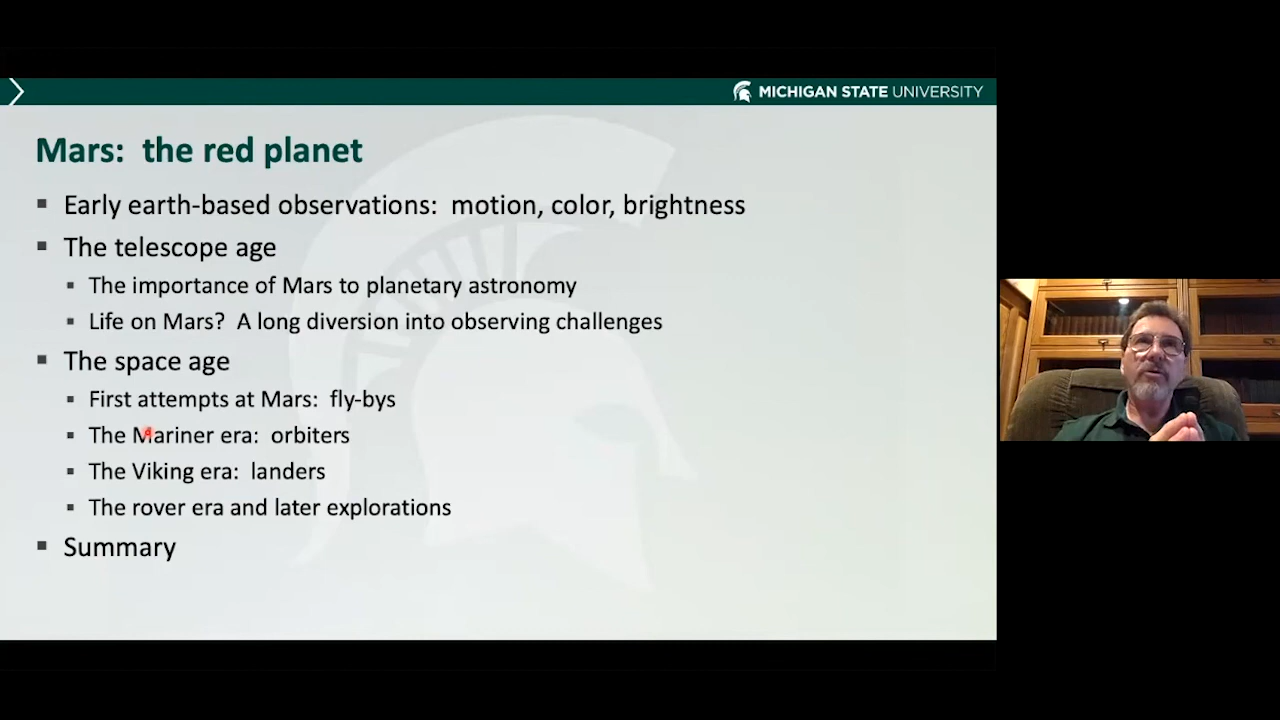 MICHIGAN STATE UNIVERSITY
Mars: the red planet
Early earth-based observations: motion, color, brightness
The telescope age
The importance of Mars to planetary astronomy
Life on Mars? A long diversion into observing challenges
The space age
First attempts at Mars: fly-bys
The Mariner era: orbiters
The Viking era: landers
The rover era and later explorations
Summary